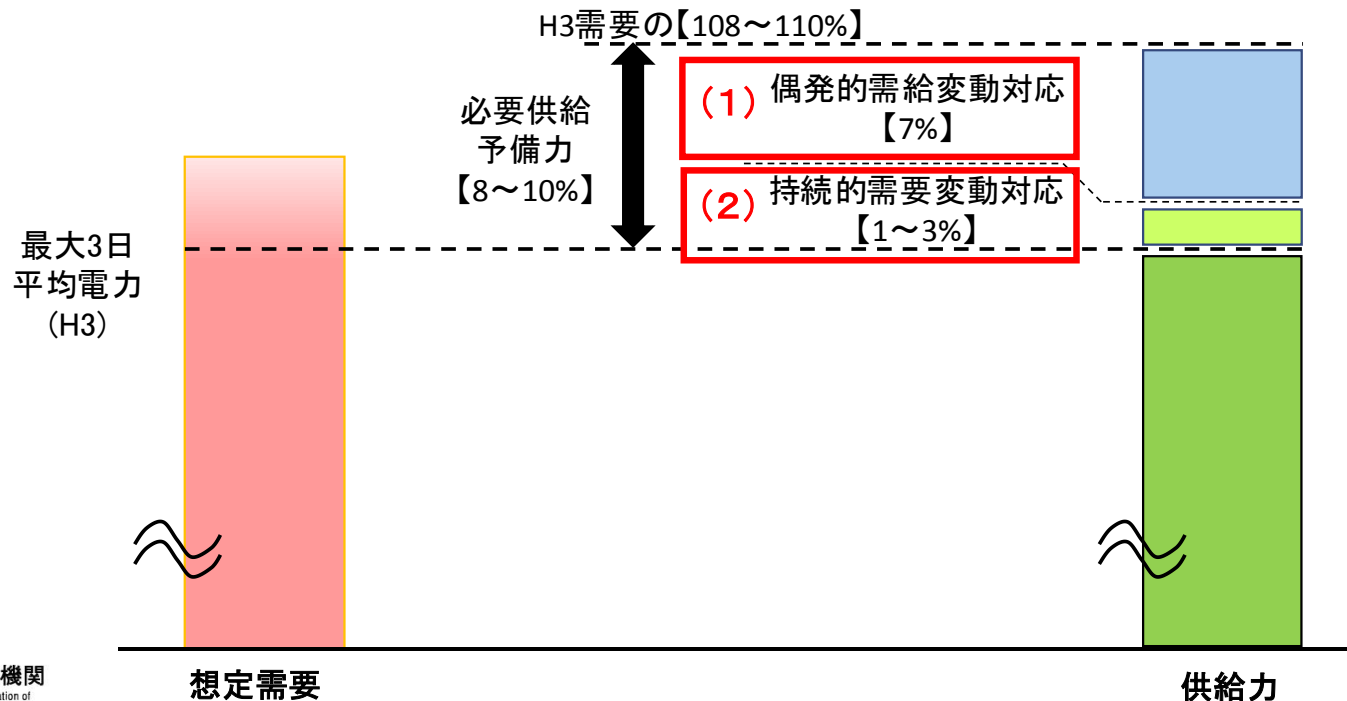 H3需要の【108~110%】
必要供給
予備力
【8~10%】
(1) 偶発的需給変動対応
【7%】
(2) 持続的需要変動対応
【1~3%】
最大3日
平均電力
(H3)
想定需要
供給力
機関
ation of